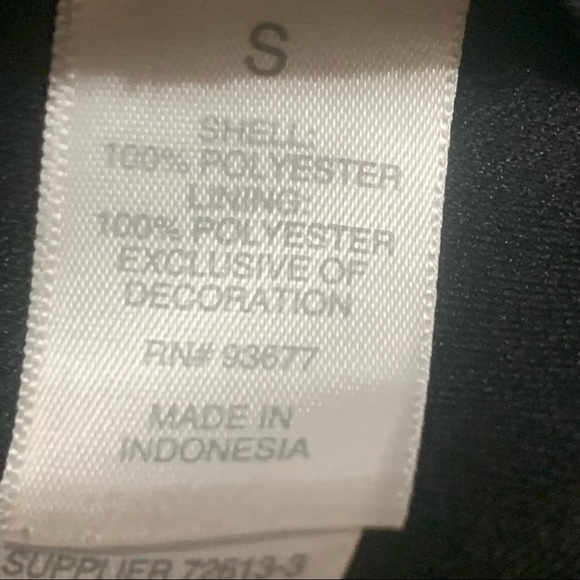 S
SHELL:
100% POLYESTER
LINING:
100% POLYESTER
EXCLUSIVE OF
DECORATION
RN# 93677
MADE IN
INDONESIA
SUPPLIER 72613-3